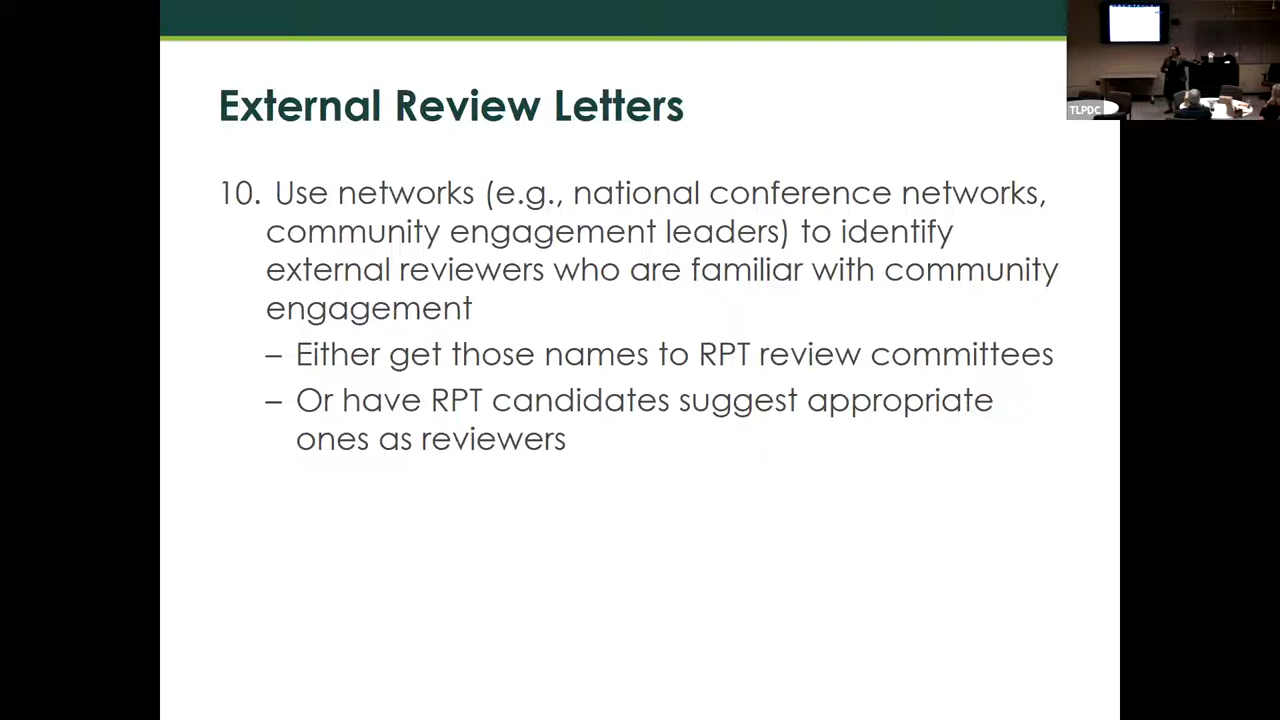 External Review Letters
10. Use networks (e.g., national conference networks,
community engagement leaders) to identify
external reviewers who are familiar with community
engagement
– Either get those names to RPT review committees
– Or have RPT candidates suggest appropriate
ones as reviewers
TLPDC